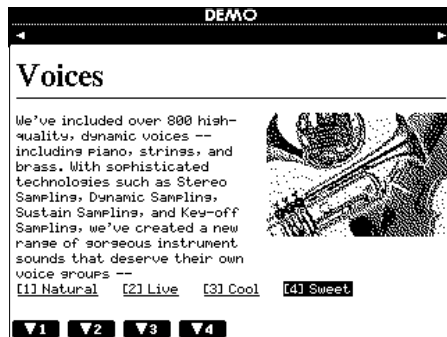 DEMO
Voices
We've included over 800 high-
quality, dynamic voices --
including piano, strings, and
brass. With sophisticated
technologies such as Stereo
Sampling, Dynamic Sampling,
Sustain Sampling, and Key-off
Sampling, we've created a new
range of gorgeous instrument
sounds that deserve their own
voice groups --
[1] Natural [2] Live [3] Cool [4] Sweet
▼1 ▼2 ▼3 ▼4